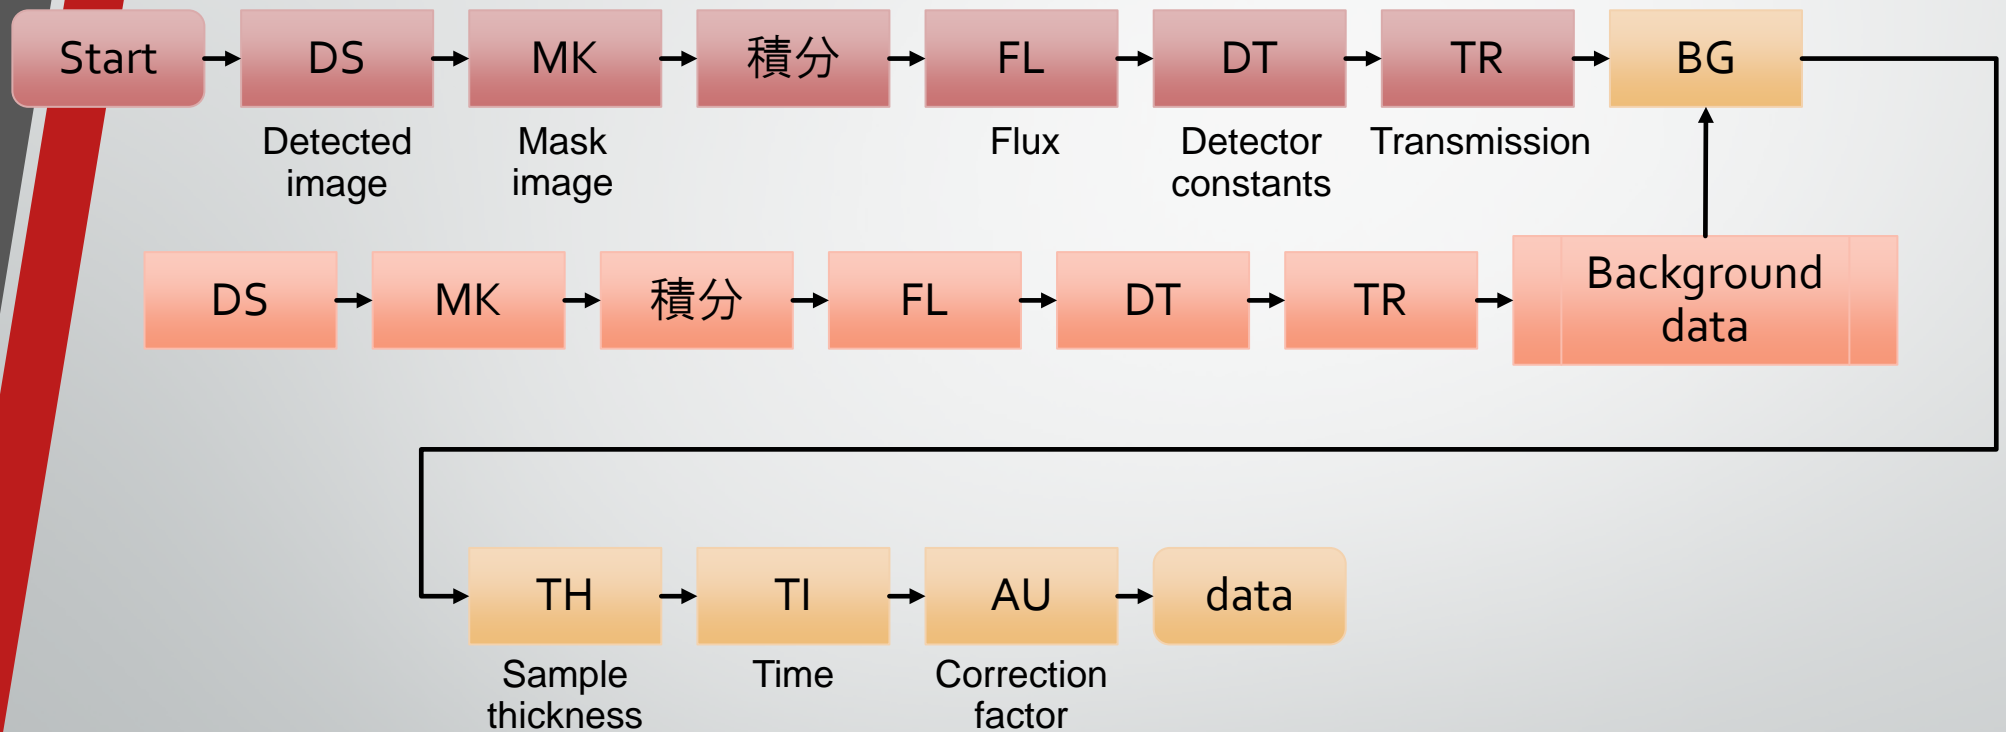 Start
DS
MK
積分
FL
DT
TR
BG
Detected
image
Mask
image
Flux
Detector
constants
Transmission
DS
MK
積分
FL
DT
TR
Background
data
TH
TI
AU
data
Sample
thickness
Time
Correction
factor